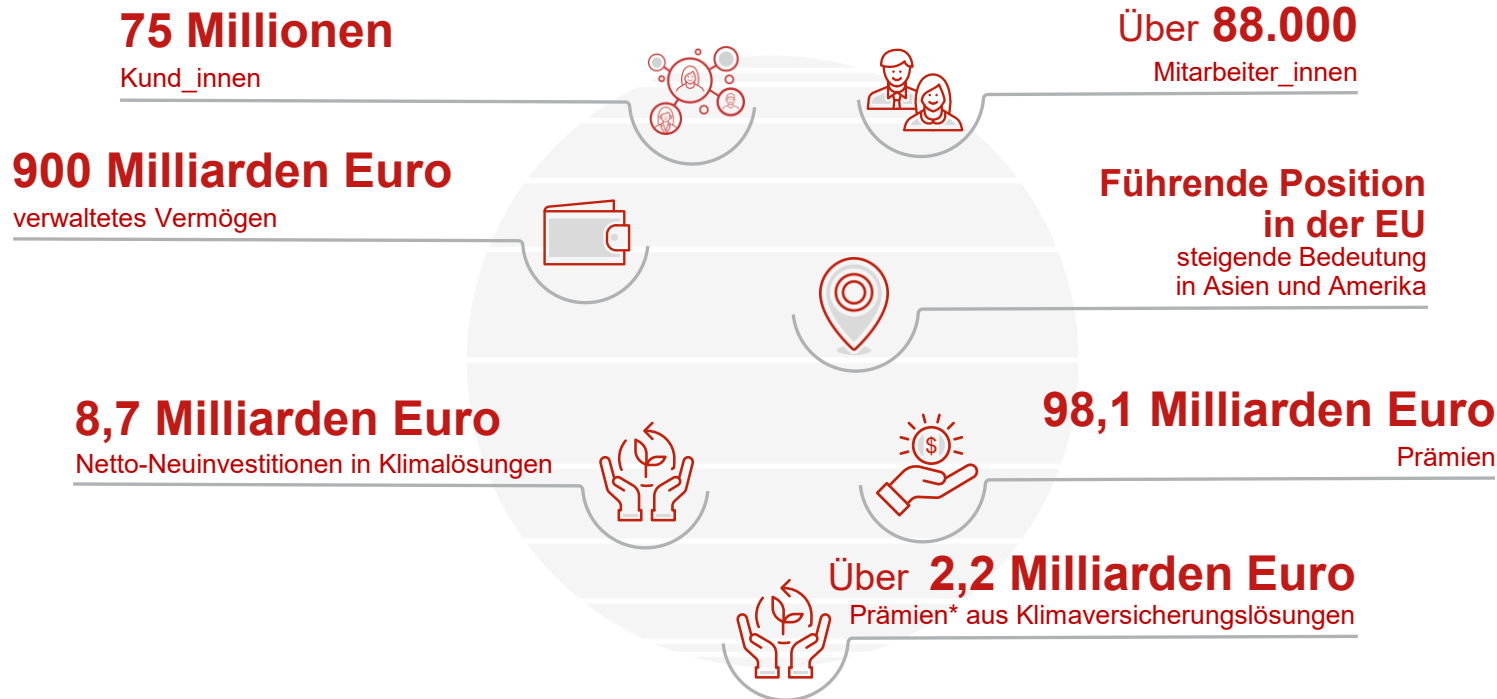 75 Millionen
Kund_innen
Über 88.000
Mitarbeiter_innen
900 Milliarden Euro
verwaltetes Vermögen
Führende Position
in der EU
steigende Bedeutung
in Asien und Amerika
8,7 Milliarden Euro
Netto-Neuinvestitionen in Klimalösungen
98,1 Milliarden Euro
Prämien
$
Über 2,2 Milliarden Euro
Prämien* aus Klimaversicherungslösungen